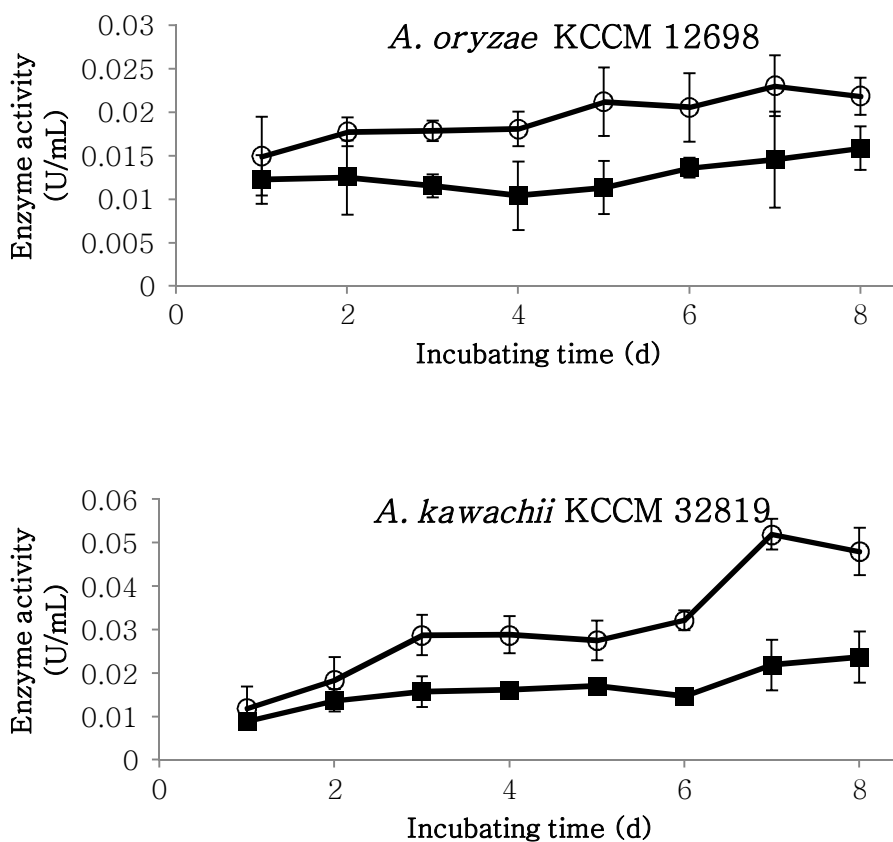 A. oryzae KCCM 12698
0.03
0.025
0.02
0.015
0.01
0.005
0
Enzyme activity
(U/mL)
0 2 4 6 8
Incubating time (d)
A. kawachii KCCM 32819
0.06
0.05
0.04
0.03
0.02
0.01
0
Enzyme activity
(U/mL)
0 2 4 6 8
Incubating time (d)